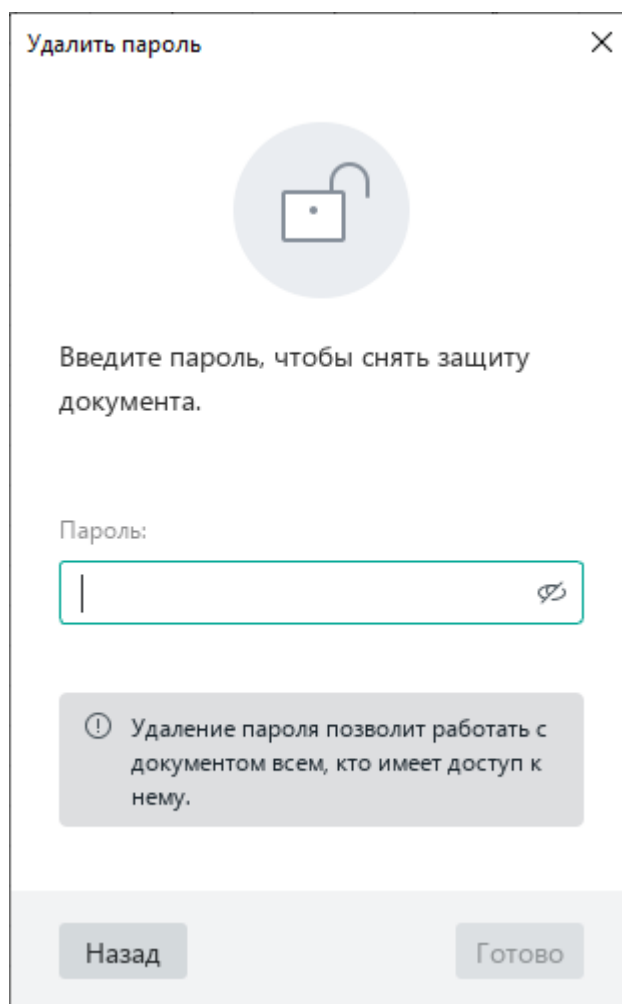 Удалить пароль
Введите пароль, чтобы снять защиту
документа.
Пароль:
Удаление пароля позволит работать с
документом всем, кто имеет доступ к
нему.
Назад
Готово